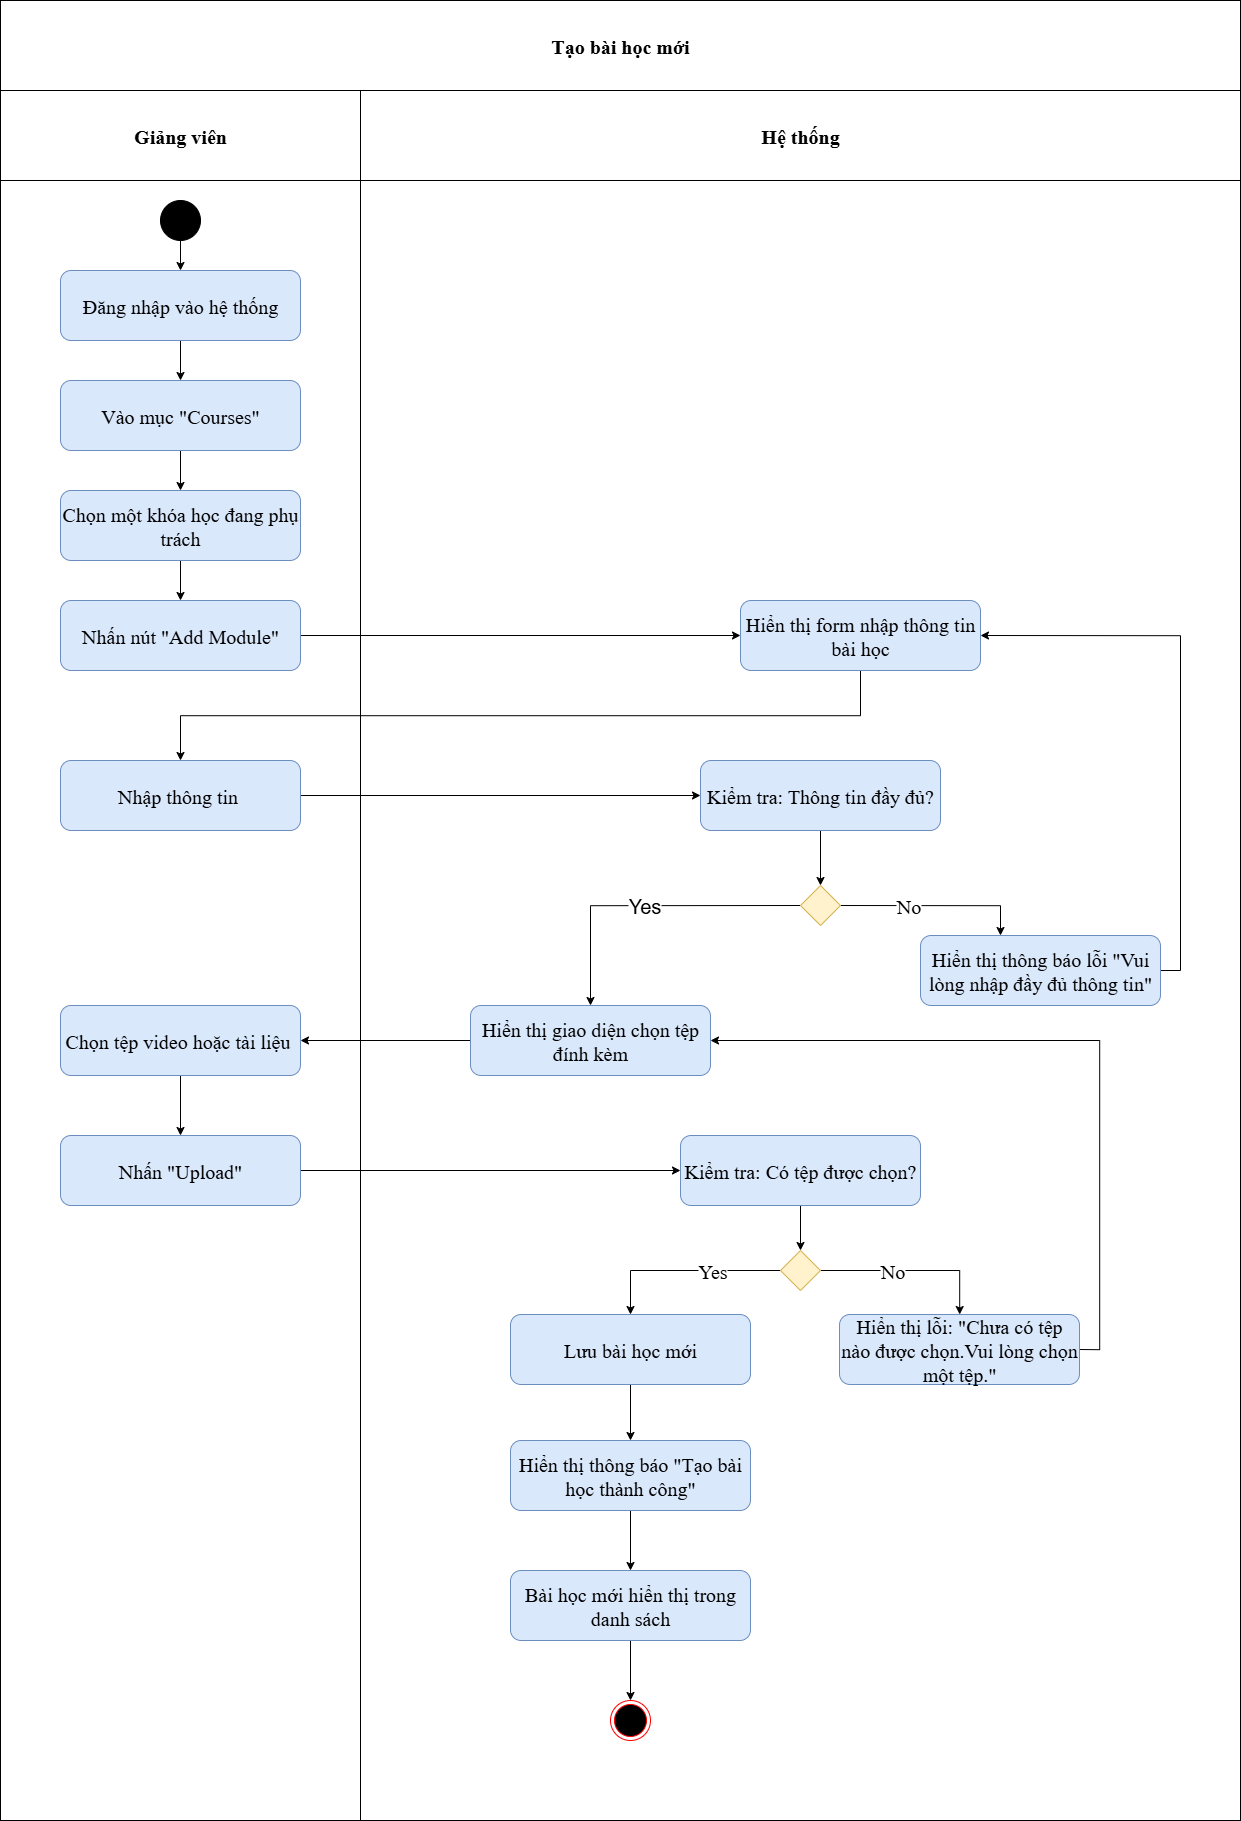 Tạo bài học mới
Giảng viên
Hệ thống
Đăng nhập vào hệ thống
Vào mục "Courses"
Chọn một khóa học đang phụ
trách
Nhấn nút "Add Module"
Hiển thị form nhập thông tin
bài học
Nhập thông tin
Kiểm tra: Thông tin đầy đủ?
Yes
No
Hiển thị thông báo lỗi "Vui
lòng nhập đầy đủ thông tin"
Chọn tệp video hoặc tài liệu
Hiển thị giao diện chọn tệp
đính kèm
Nhấn "Upload"
Kiểm tra: Có tệp được chọn?
Yes
No
Lưu bài học mới
Hiển thị lỗi: "Chưa có tệp
nào được chọn.Vui lòng chọn
một tệp."
Hiển thị thông báo "Tạo bài
học thành công"
Bài học mới hiển thị trong
danh sách